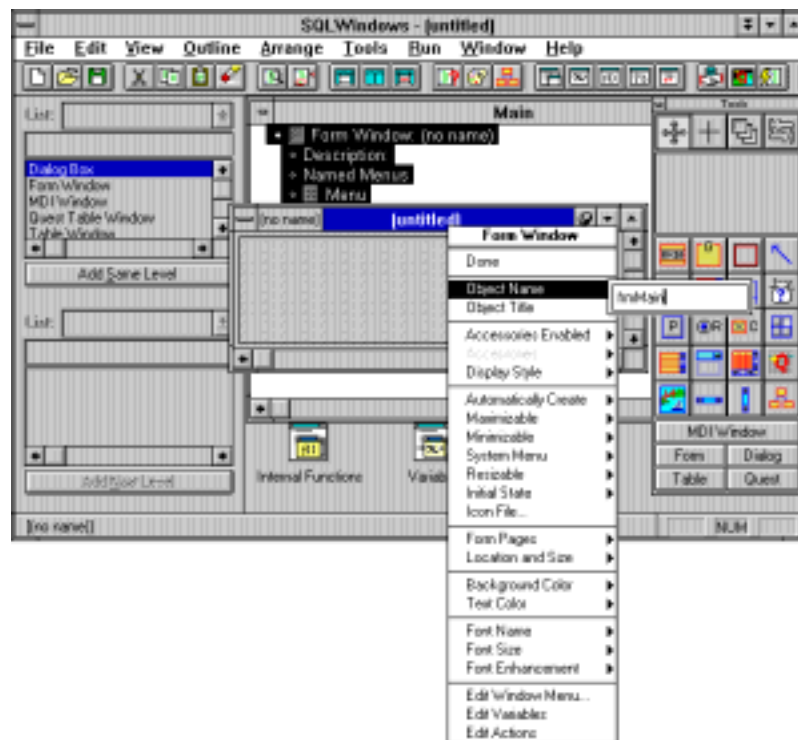 SQLWindows - (untitled)
File Edit View Outline Arrange Tools Run Window Help
List:
Dialog Box
Form Window
MDI Window
Quest Table Window
Table Window
Add Same Level
List:
Add Next Level
Main
Form Window: (no name)
Description:
Named Menus
Menu
(no name) (untitled)
Form Window
Done
Object Name
frmMain
Object Title
Accessories Enabled
Accessories
Display Style
Automatically Create
Maximizable
Minimizable
System Menu
Resizable
Initial State
Icon File...
Form Pages
Location and Size
Background Color
Text Color
Font Name
Font Size
Font Enhancement
Edit Window Menu...
Edit Variables
Edit Actions
Internal Functions
Variab
Tools
MDI Window
Form Dialog
Table Quest
[(no name)]
NUM